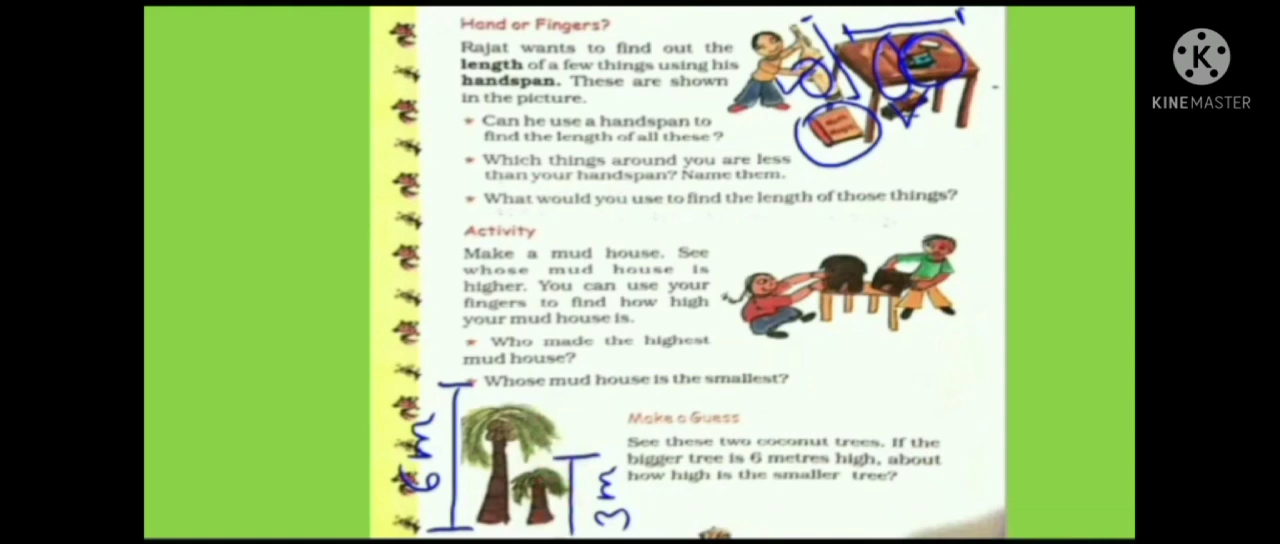 Hand or Fingers?
Rajat wants to find out the
length of a few things using his
handspan. These are shown
in the picture.
* Can he use a handspan to
find the length of all these?
* Which things around you are less
than your handspan? Name them.
* What would you use to find the length of those things?
Activity
Make a mud house. See
whose mud house is
higher. You can use your
fingers to find how high
your mud house is.
* Who made the highest
mud house?
* Whose mud house is the smallest?
Make a Guess
See these two coconut trees. If the
bigger tree is 6 metres high, about
how high is the smaller tree?
6 m
3 m
K
KINEMASTER